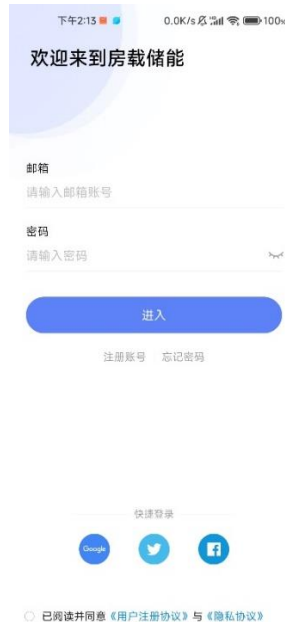 下午2:13 0.0K/s 100%
欢迎来到房载储能
邮箱
请输入邮箱账号
密码
请输入密码
进入
注册账号 忘记密码
快捷登录
Google
已阅读并同意《用户注册协议》与《隐私协议》